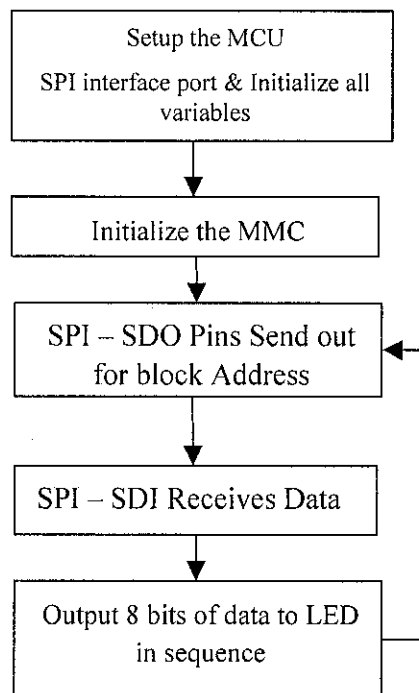 Setup the MCU
SPI interface port & Initialize all
variables
Initialize the MMC
SPI – SDO Pins Send out
for block Address
SPI – SDI Receives Data
Output 8 bits of data to LED
in sequence